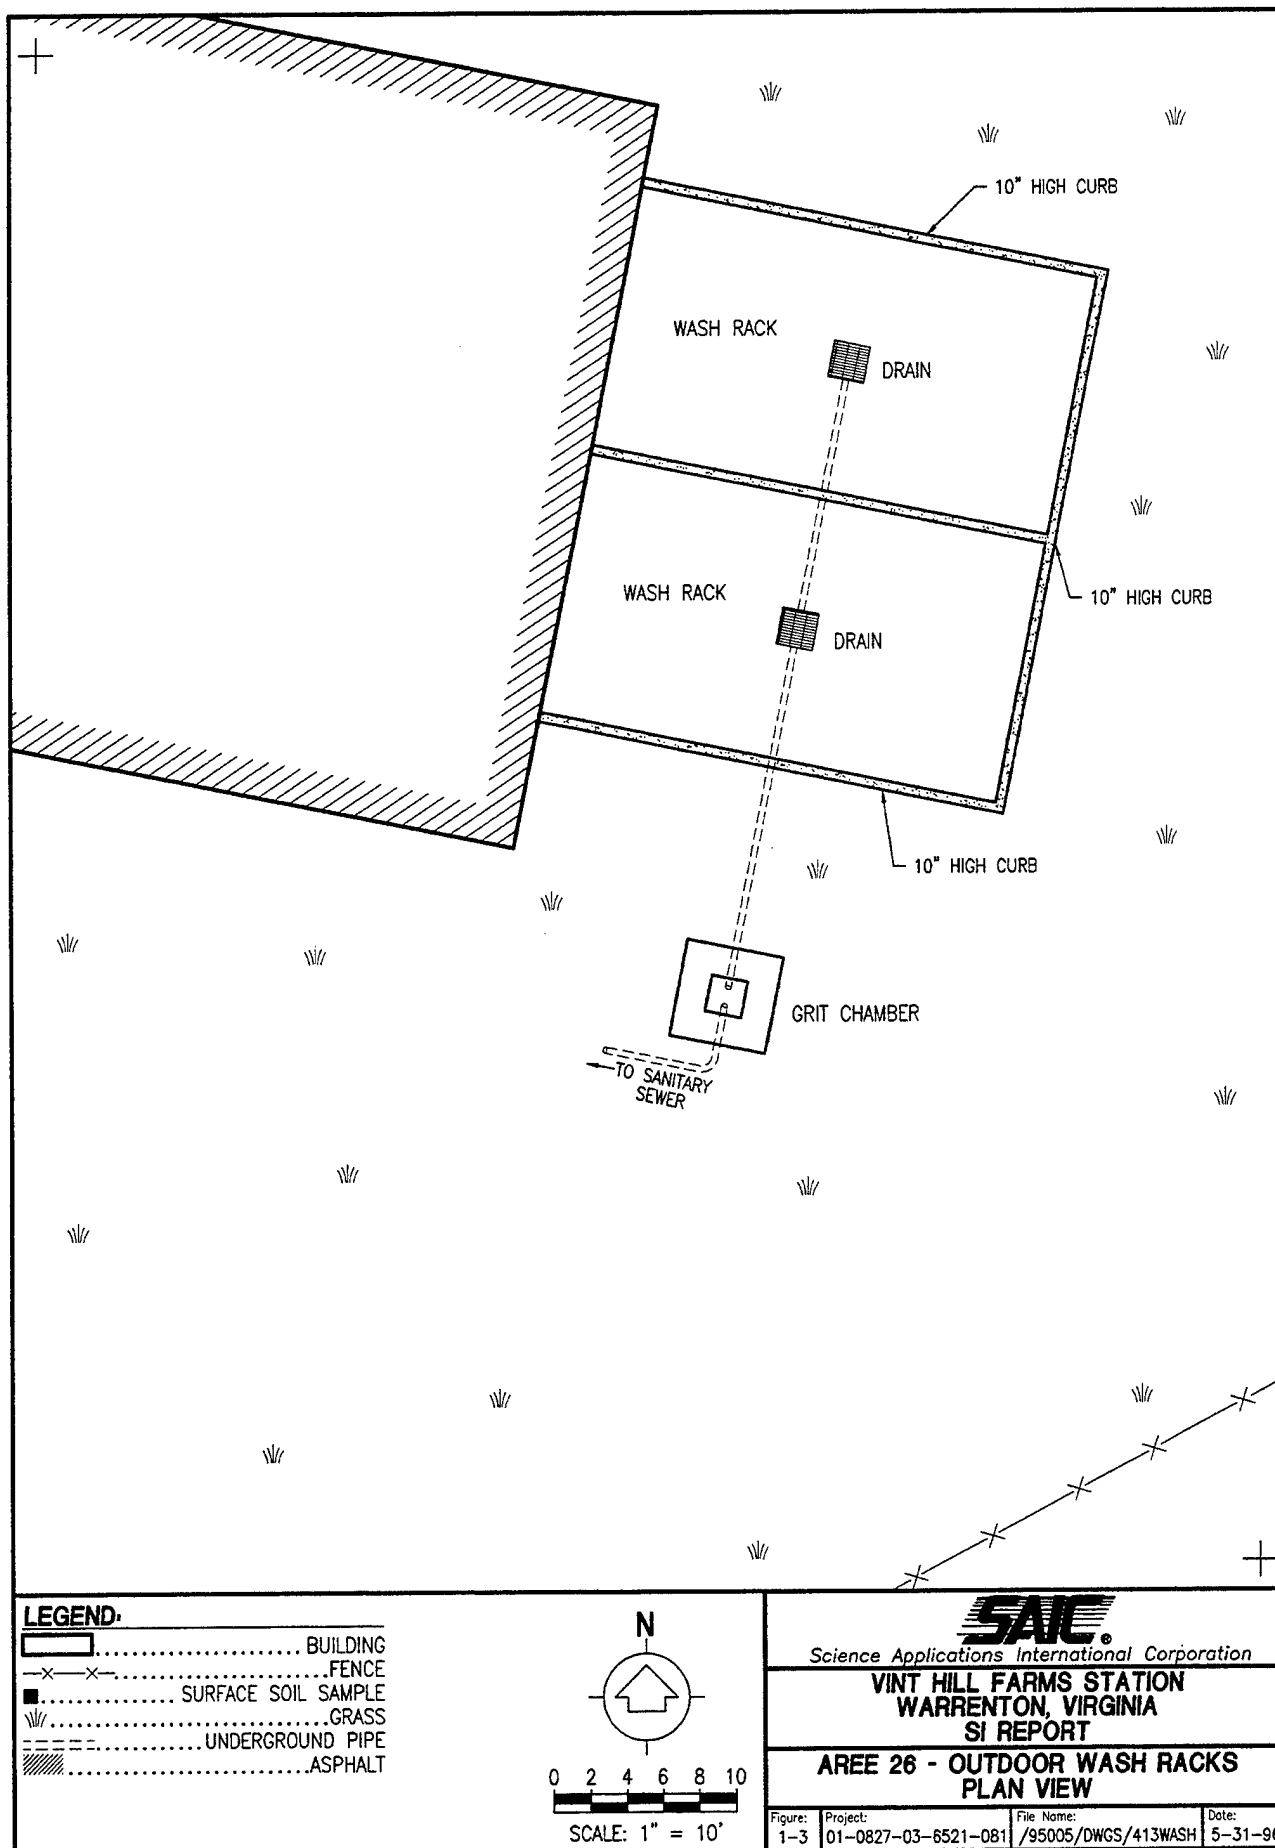 10" HIGH CURB
WASH RACK
DRAIN
WASH RACK
10" HIGH CURB
DRAIN
10" HIGH CURB
GRIT CHAMBER
TO SANITARY
SEWER
LEGEND:
BUILDING
FENCE
SURFACE SOIL SAMPLE
GRASS
UNDERGROUND PIPE
ASPHALT
N
0 2 4 6 8 10
SCALE: 1" = 10'
SAIC®
Science Applications International Corporation
VINT HILL FARMS STATION
WARRENTON, VIRGINIA
SI REPORT
AREE 26 - OUTDOOR WASH RACKS
PLAN VIEW
Figure: Project: File Name: Date:
1-3 01-0827-03-6521-081 /95005/DWGS/413WASH